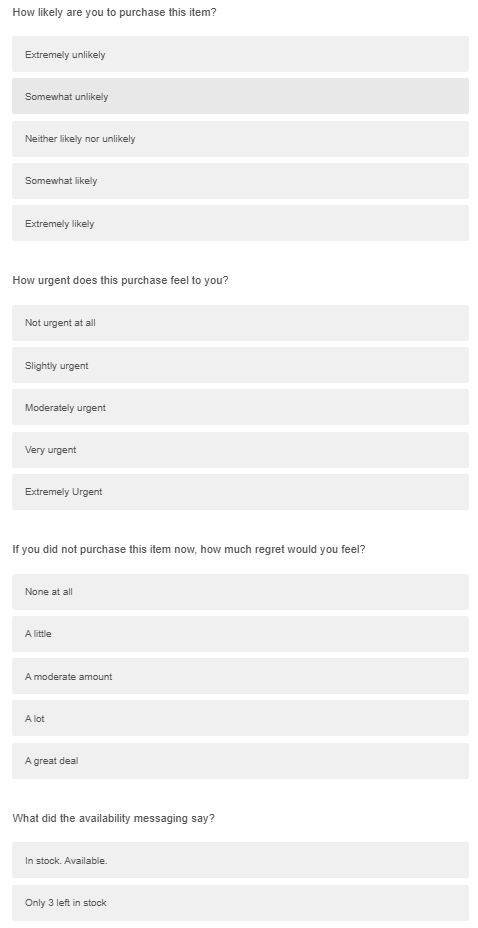 How likely are you to purchase this item?
Extremely unlikely
Somewhat unlikely
Neither likely nor unlikely
Somewhat likely
Extremely likely
How urgent does this purchase feel to you?
Not urgent at all
Slightly urgent
Moderately urgent
Very urgent
Extremely Urgent
If you did not purchase this item now, how much regret would you feel?
None at all
A little
A moderate amount
A lot
A great deal
What did the availability messaging say?
In stock. Available.
Only 3 left in stock